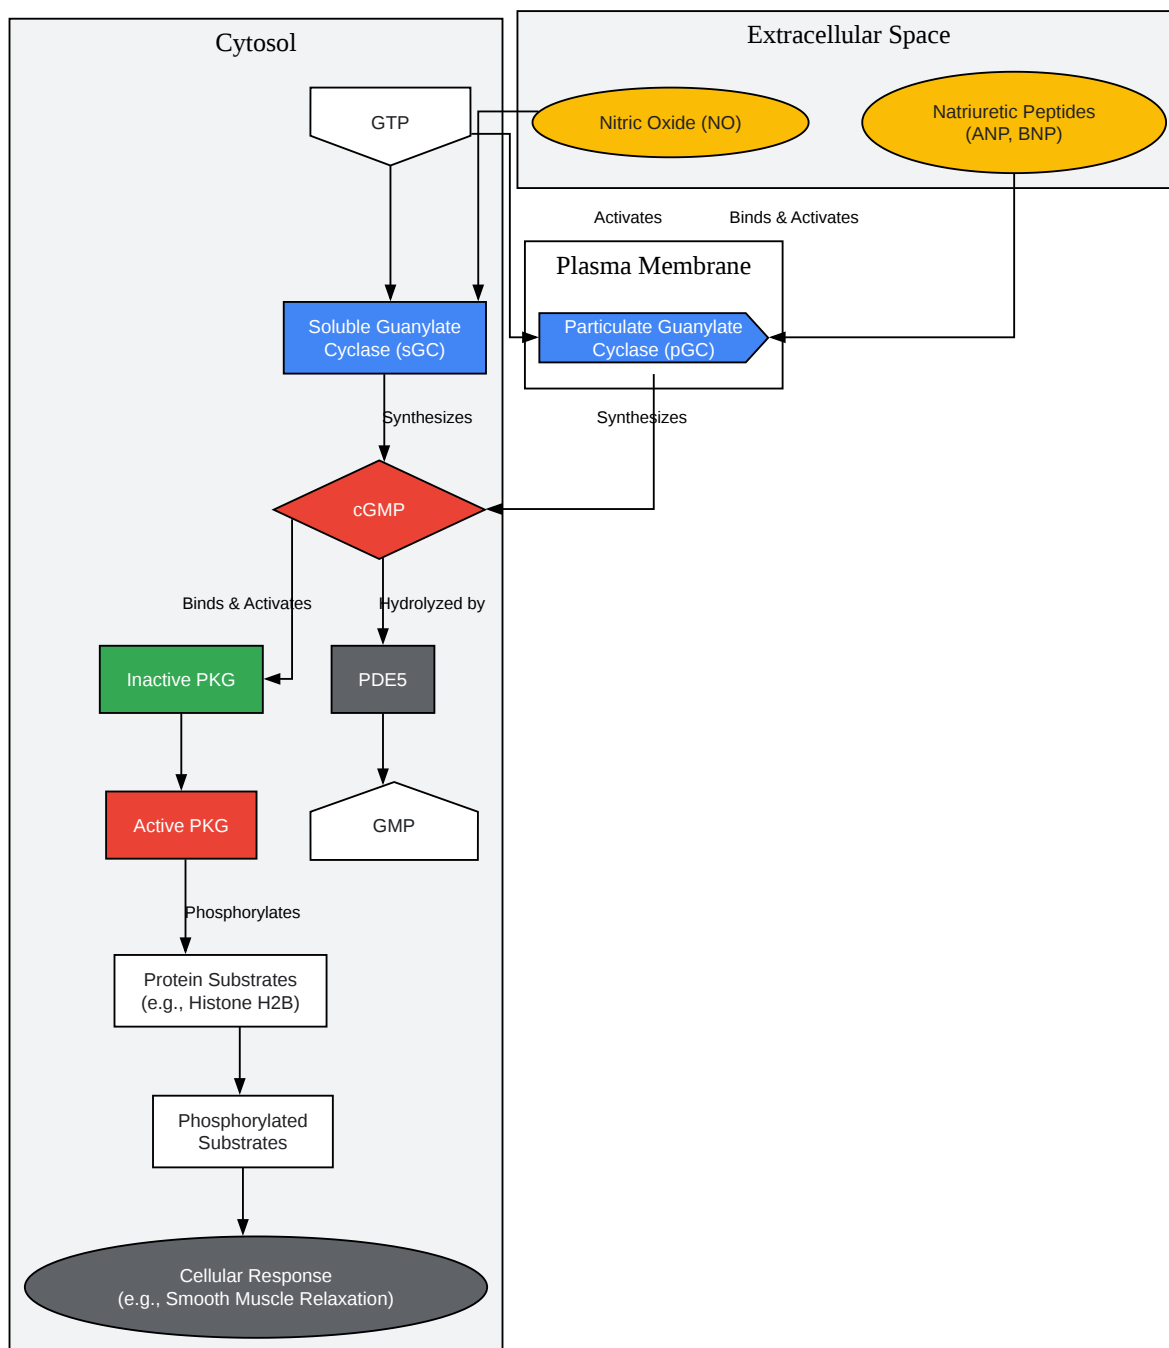 Cytosol
Extracellular Space
GTP
Nitric Oxide (NO)
Natriuretic Peptides
(ANP, BNP)
Activates
Binds & Activates
Plasma Membrane
Soluble Guanylate
Cyclase (sGC)
Particulate Guanylate
Cyclase (pGC)
Synthesizes
Synthesizes
cGMP
Binds & Activates
Hydrolyzed by
Inactive PKG
PDE5
Active PKG
GMP
Phosphorylates
Protein Substrates
(e.g., Histone H2B)
Phosphorylated
Substrates
Cellular Response
(e.g., Smooth Muscle Relaxation)